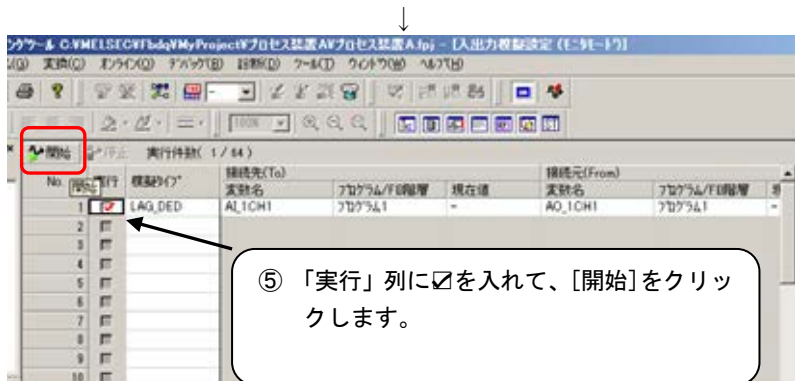 ↓
ングツール C:¥MELSEC¥Fbdq¥MyProject¥プロセス装置A¥プロセス装置A.fpj - [入出力模擬設定 (モニタモード)]
変換(C) オンライン(O) デバッグ(B) 診断(D) ツール(T) ウィンドウ(W) ヘルプ(H)
100%
開始 停止 実行件数( 1 / 64 )
接続先(To) 接続元(From)
No. 実行 模擬タイプ 変数名 プログラム/FB階層 現在値 変数名 プログラム/FB階層
開始
1 LAG_DED AI_1CH1 プログラム1 - AO_1CH1 プログラム1 -
2
3
4
5
6
7
8
9
10
⑤ 「実行」列に☑を入れて、[開始]をクリッ
クします。